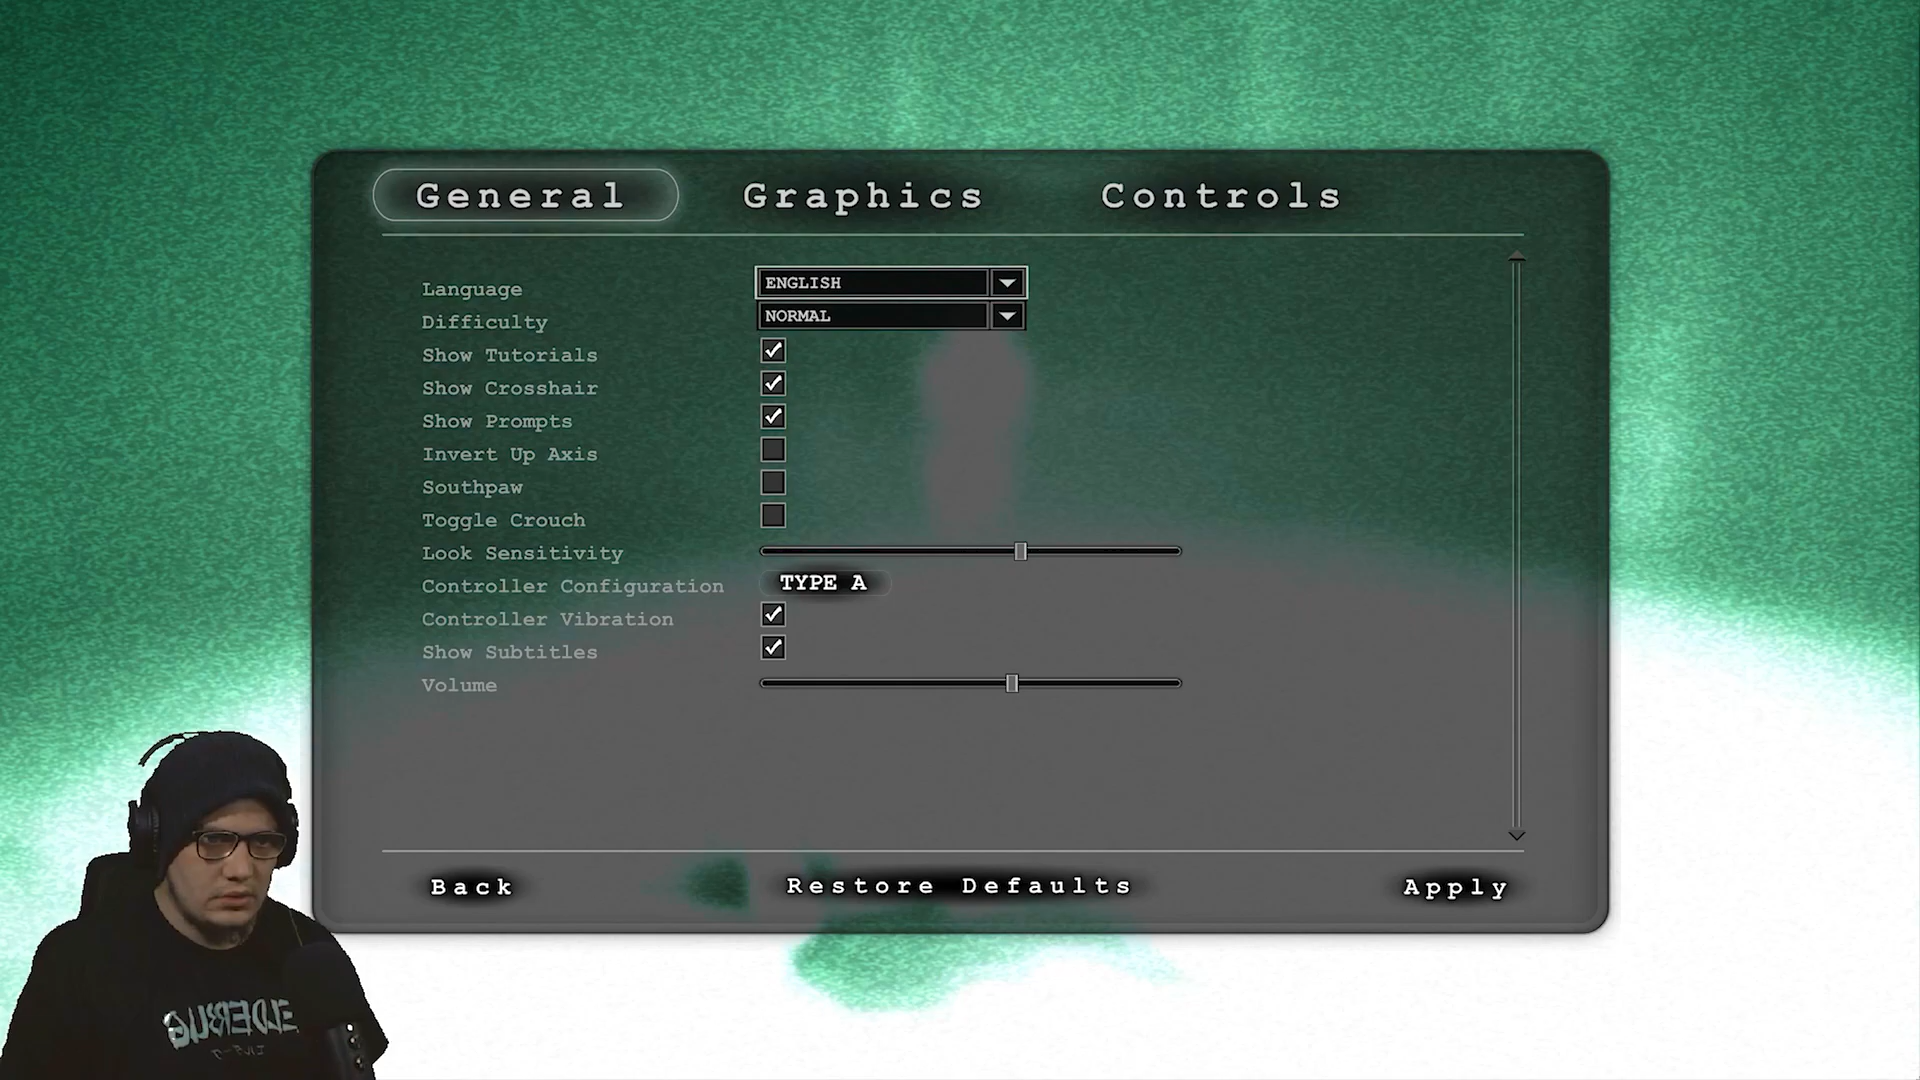 General Graphics Controls
Language ENGLISH
Difficulty NORMAL
Show Tutorials
Show Crosshair
Show Prompts
Invert Up Axis
Southpaw
Toggle Crouch
Look Sensitivity
Controller Configuration TYPE A
Controller Vibration
Show Subtitles
Volume
Back Restore Defaults Apply
ELDERBUG